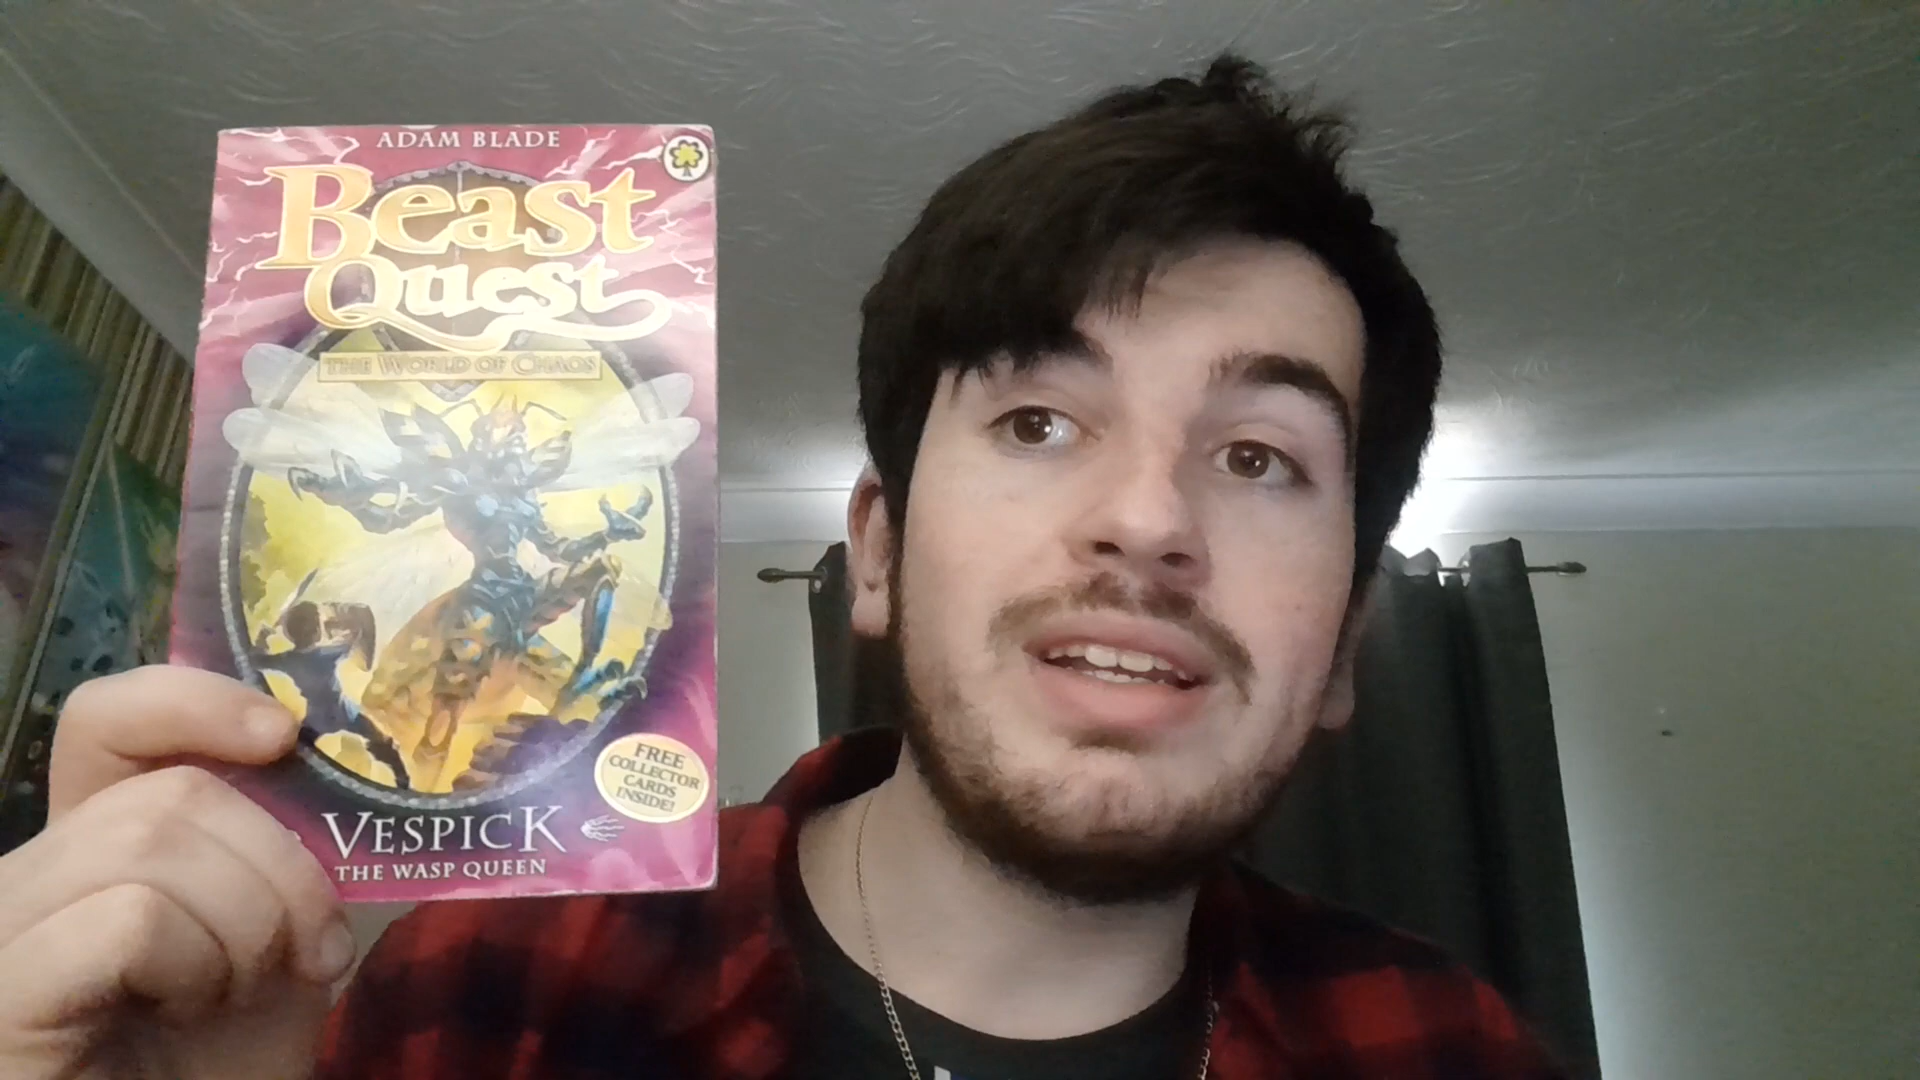 ADAM BLADE
Beast
Quest
THE WORLD OF CHAOS
FREE
COLLECTOR
CARDS
INSIDE!
VESPICK
THE WASP QUEEN